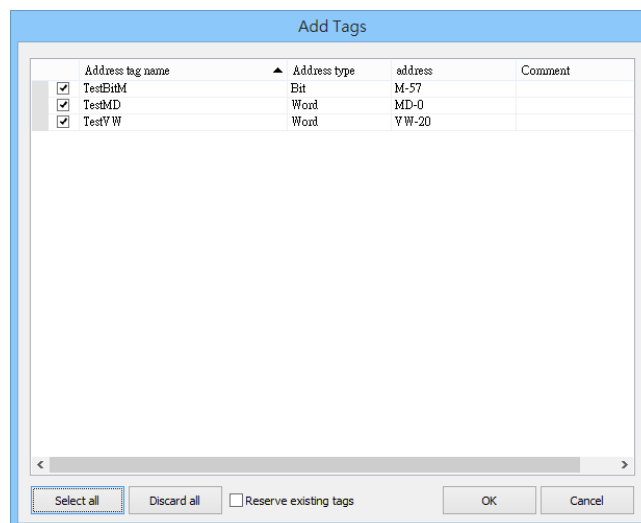 Add Tags
Address tag name Address type address Comment
TestBitM Bit M-57
TestMD Word MD-0
TestVW Word VW-20
Select all Discard all Reserve existing tags OK Cancel